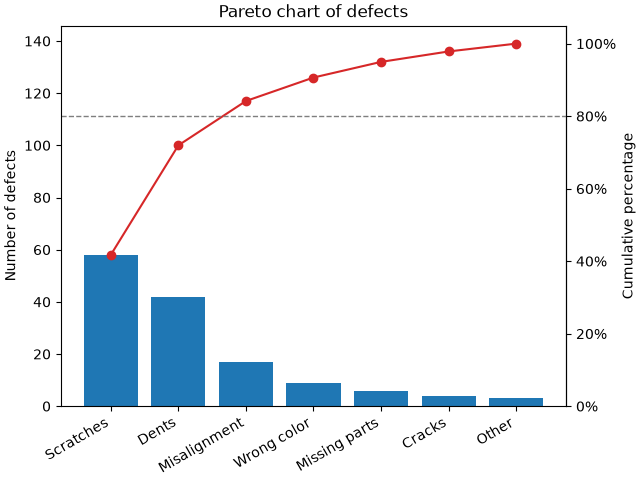 Pareto chart of defects
Number of defects
140
120
100
80
60
40
20
0
100%
80%
60%
40%
20%
0%
Cumulative percentage
Scratches
Dents
Misalignment
Wrong color
Missing parts
Cracks
Other